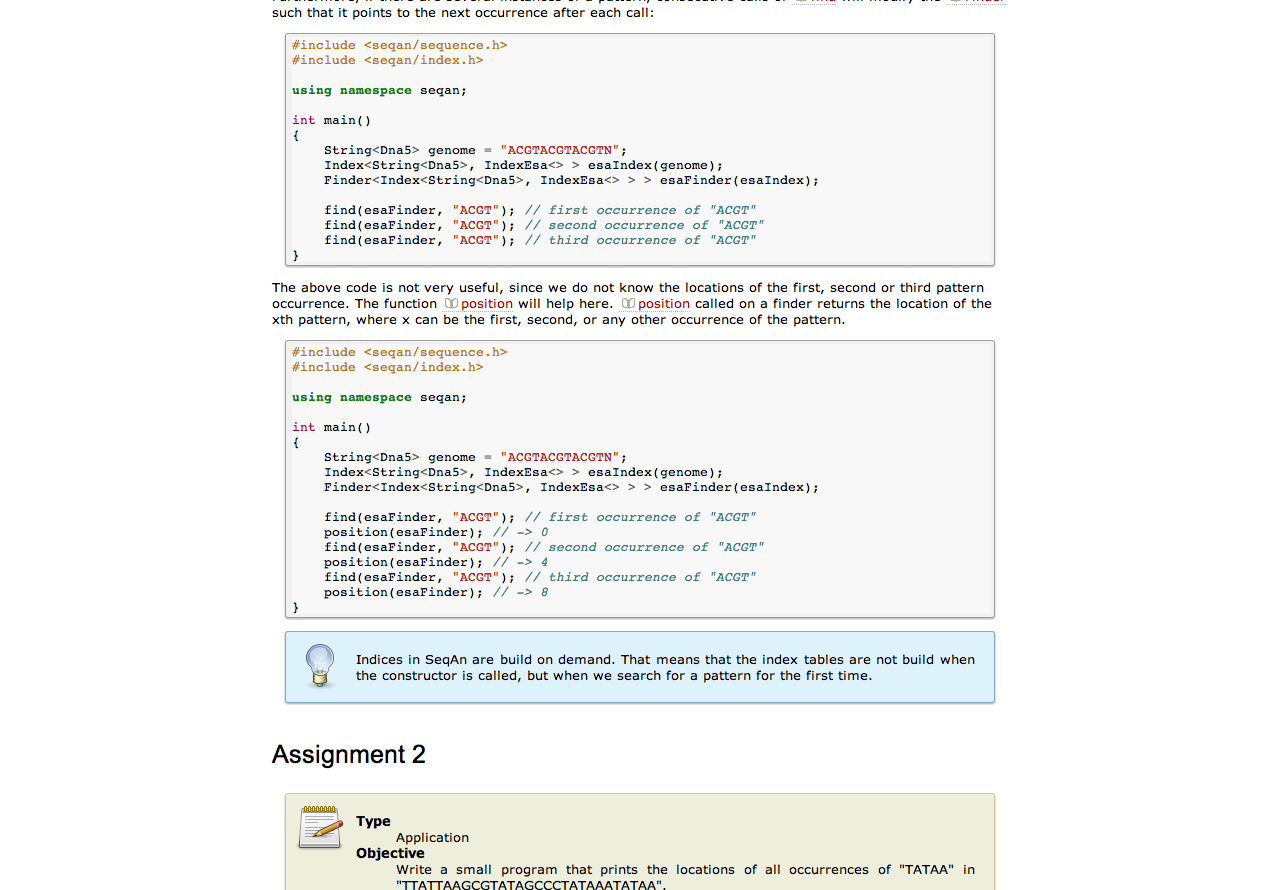 such that it points to the next occurrence after each call:
#include <seqan/sequence.h>
#include <seqan/index.h>
using namespace seqan;
int main()
{
String<Dna5> genome = "ACGTACGTACGTN";
Index<String<Dna5>, IndexEsa<> > esaIndex(genome);
Finder<Index<String<Dna5>, IndexEsa<> > > esaFinder(esaIndex);
find(esaFinder, "ACGT"); // first occurrence of "ACGT"
find(esaFinder, "ACGT"); // second occurrence of "ACGT"
find(esaFinder, "ACGT"); // third occurrence of "ACGT"
}
The above code is not very useful, since we do not know the locations of the first, second or third pattern
occurrence. The function position will help here. position called on a finder returns the location of the
xth pattern, where x can be the first, second, or any other occurrence of the pattern.
#include <seqan/sequence.h>
#include <seqan/index.h>
using namespace seqan;
int main()
{
String<Dna5> genome = "ACGTACGTACGTN";
Index<String<Dna5>, IndexEsa<> > esaIndex(genome);
Finder<Index<String<Dna5>, IndexEsa<> > > esaFinder(esaIndex);
find(esaFinder, "ACGT"); // first occurrence of "ACGT"
position(esaFinder); // -> 0
find(esaFinder, "ACGT"); // second occurrence of "ACGT"
position(esaFinder); // -> 4
find(esaFinder, "ACGT"); // third occurrence of "ACGT"
position(esaFinder); // -> 8
}
Indices in SeqAn are build on demand. That means that the index tables are not build when
the constructor is called, but when we search for a pattern for the first time.
Assignment 2
Type
Application
Objective
Write a small program that prints the locations of all occurrences of "TATAA" in
"TTATTAAGCGTATAGCCCTATAAATATAA".